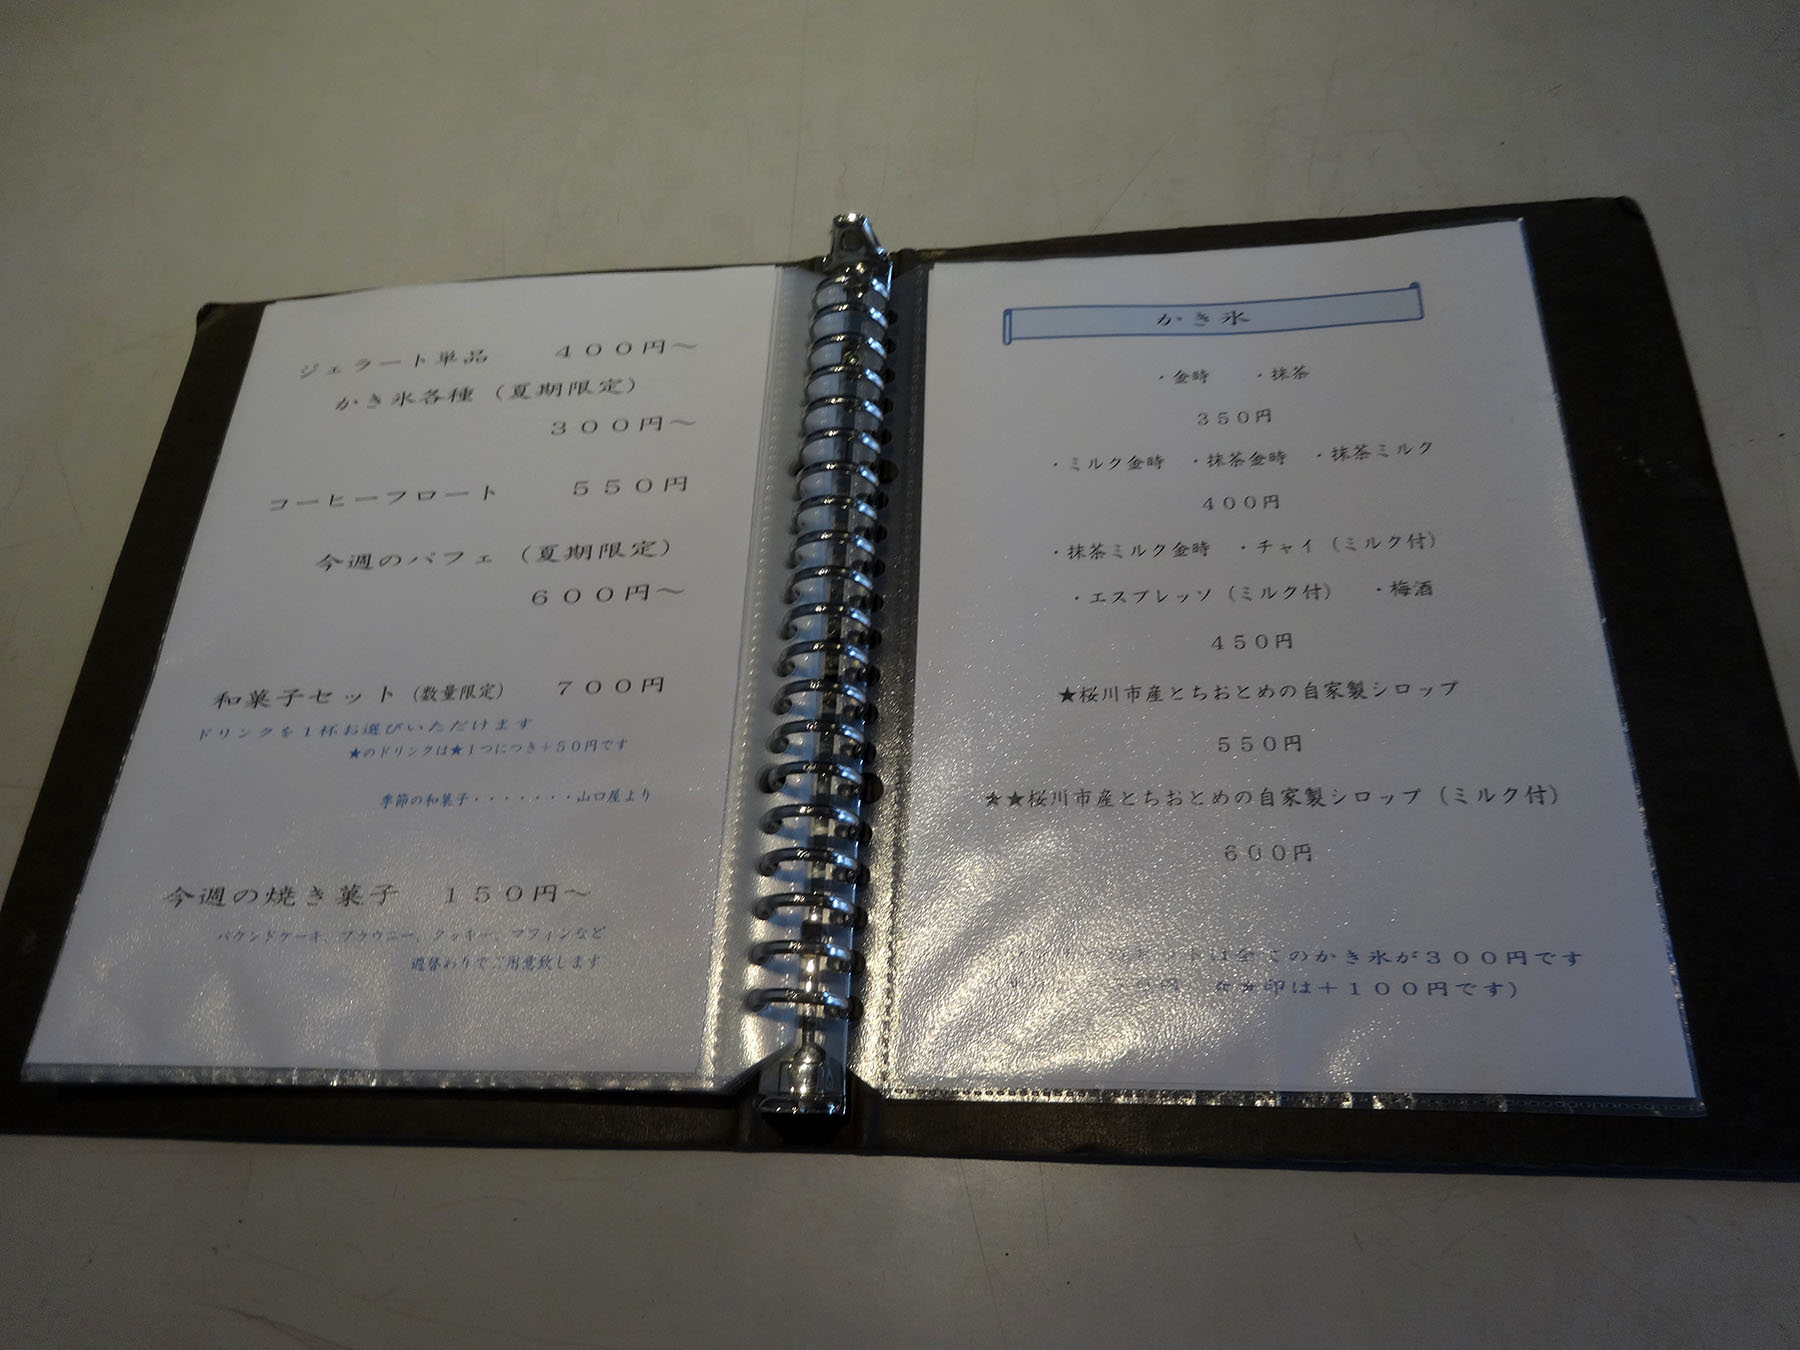 ジェラート単品　４００円～
かき氷各種（夏期限定）
３００円～
コーヒーフロート　５５０円
今週のパフェ（夏期限定）
６００円～
和菓子セット（数量限定）　７００円
ドリンクを１杯お選びいただけます
★のドリンクは★１つにつき＋５０円です
季節の和菓子・・・・・・・山口屋より
今週の焼き菓子　１５０円～
パウンドケーキ、ブラウニー、クッキー、マフィンなど
週替わりでご用意致します
かき氷
・金時　・抹茶
３５０円
・ミルク金時　・抹茶金時　・抹茶ミルク
４００円
・抹茶ミルク金時　・チャイ（ミルク付）
・エスプレッソ（ミルク付）　・梅酒
４５０円
★桜川市産とちおとめの自家製シロップ
５５０円
★★桜川市産とちおとめの自家製シロップ（ミルク付）
６００円
は全てのかき氷が３００円です
印は＋１００円です）